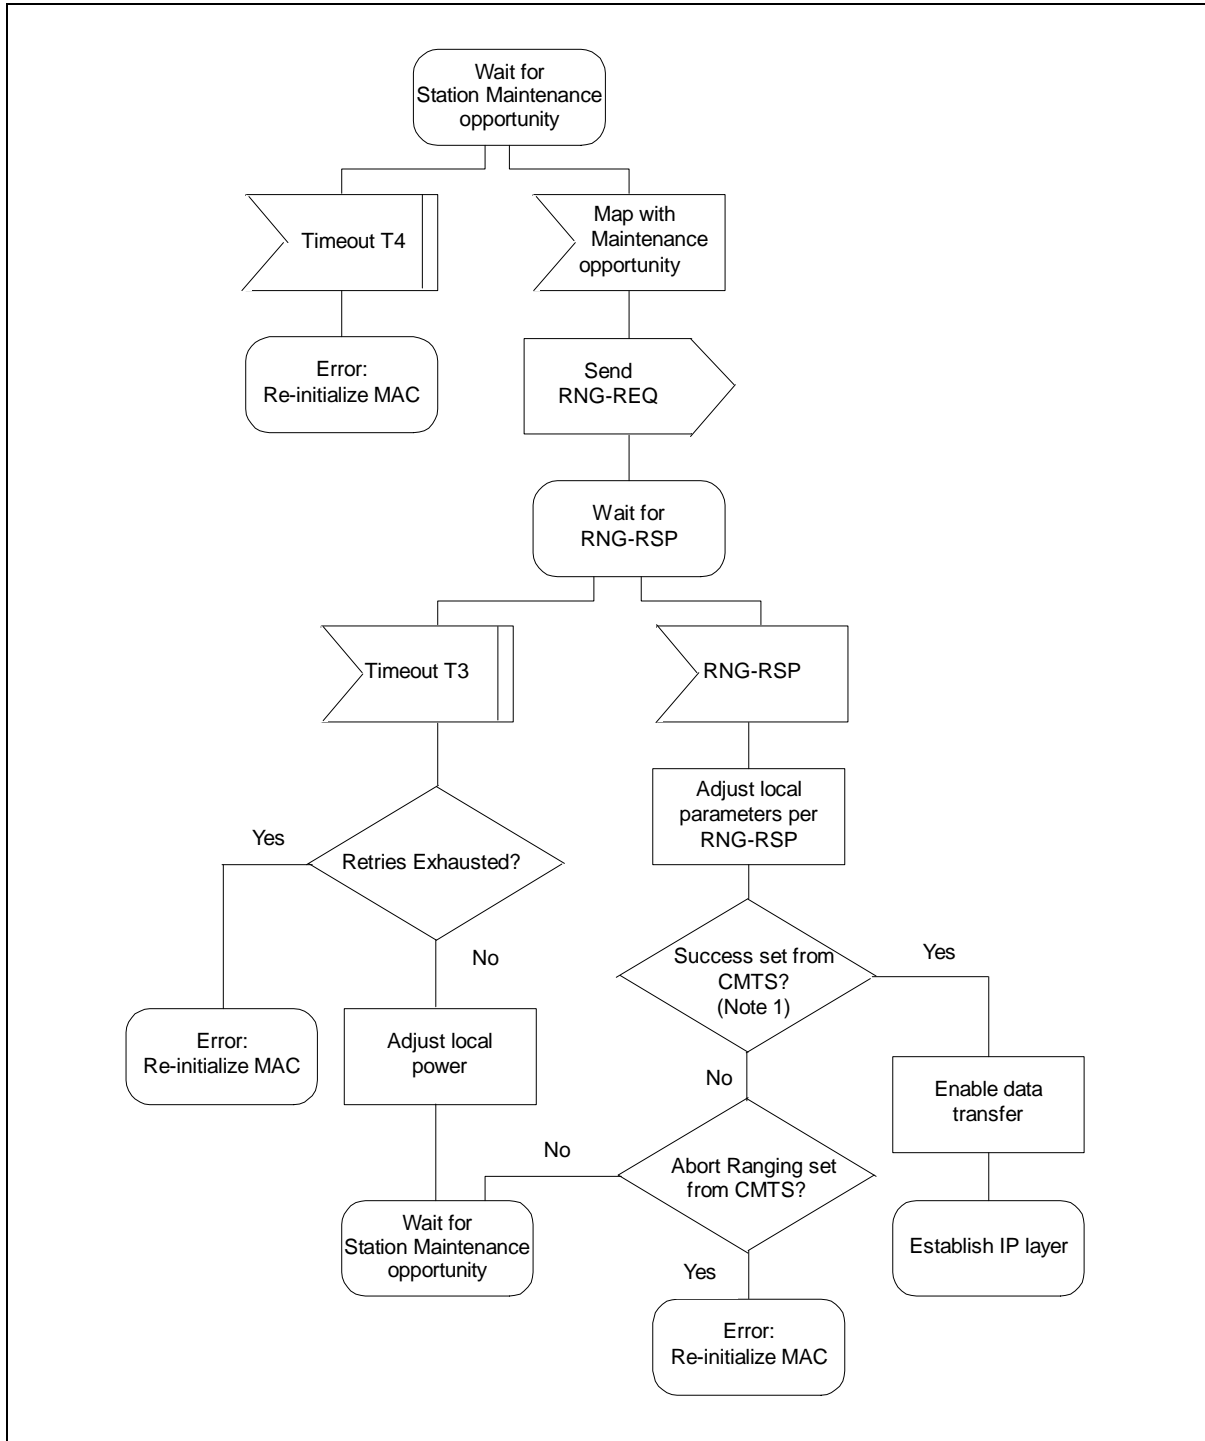 Wait for
Station Maintenance
opportunity
Timeout T4
Map with
Maintenance
opportunity
Error:
Re-initialize MAC
Send
RNG-REQ
Wait for
RNG-RSP
Timeout T3
RNG-RSP
Adjust local
parameters per
RNG-RSP
Yes
Retries Exhausted?
No
Success set from
CMTS?
(Note 1)
Yes
Error:
Re-initialize MAC
Adjust local
power
No
Enable data
transfer
No
Abort Ranging set
from CMTS?
Wait for
Station Maintenance
opportunity
Establish IP layer
Yes
Error:
Re-initialize MAC